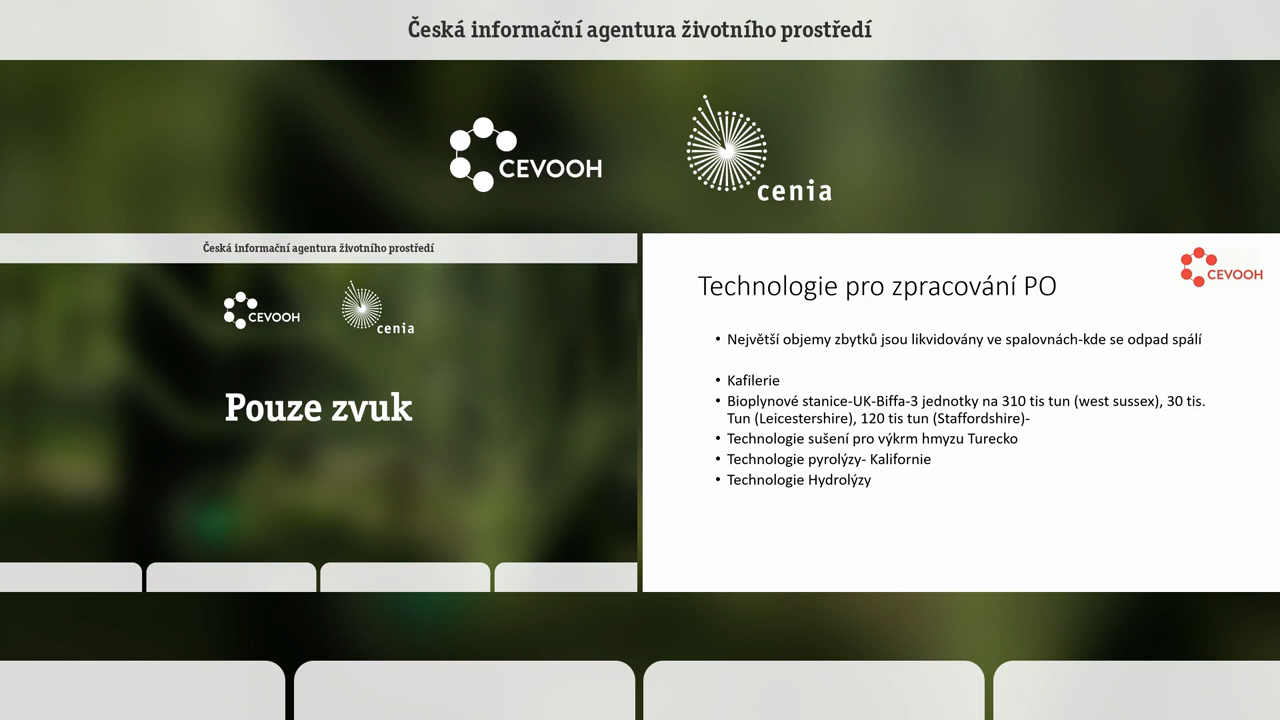 Česká informační agentura životního prostředí
CEVOOH
cenia
Česká informační agentura životního prostředí
CEVOOH
cenia
Pouze zvuk
CEVOOH
Technologie pro zpracování PO
• Největší objemy zbytků jsou likvidovány ve spalovnách-kde se odpad spálí
• Kafilerie
• Bioplynové stanice-UK-Biffa-3 jednotky na 310 tis tun (west sussex), 30 tis.
Tun (Leicestershire), 120 tis tun (Staffordshire)-
• Technologie sušení pro výkrm hmyzu Turecko
• Technologie pyrolýzy- Kalifornie
• Technologie Hydrolýzy